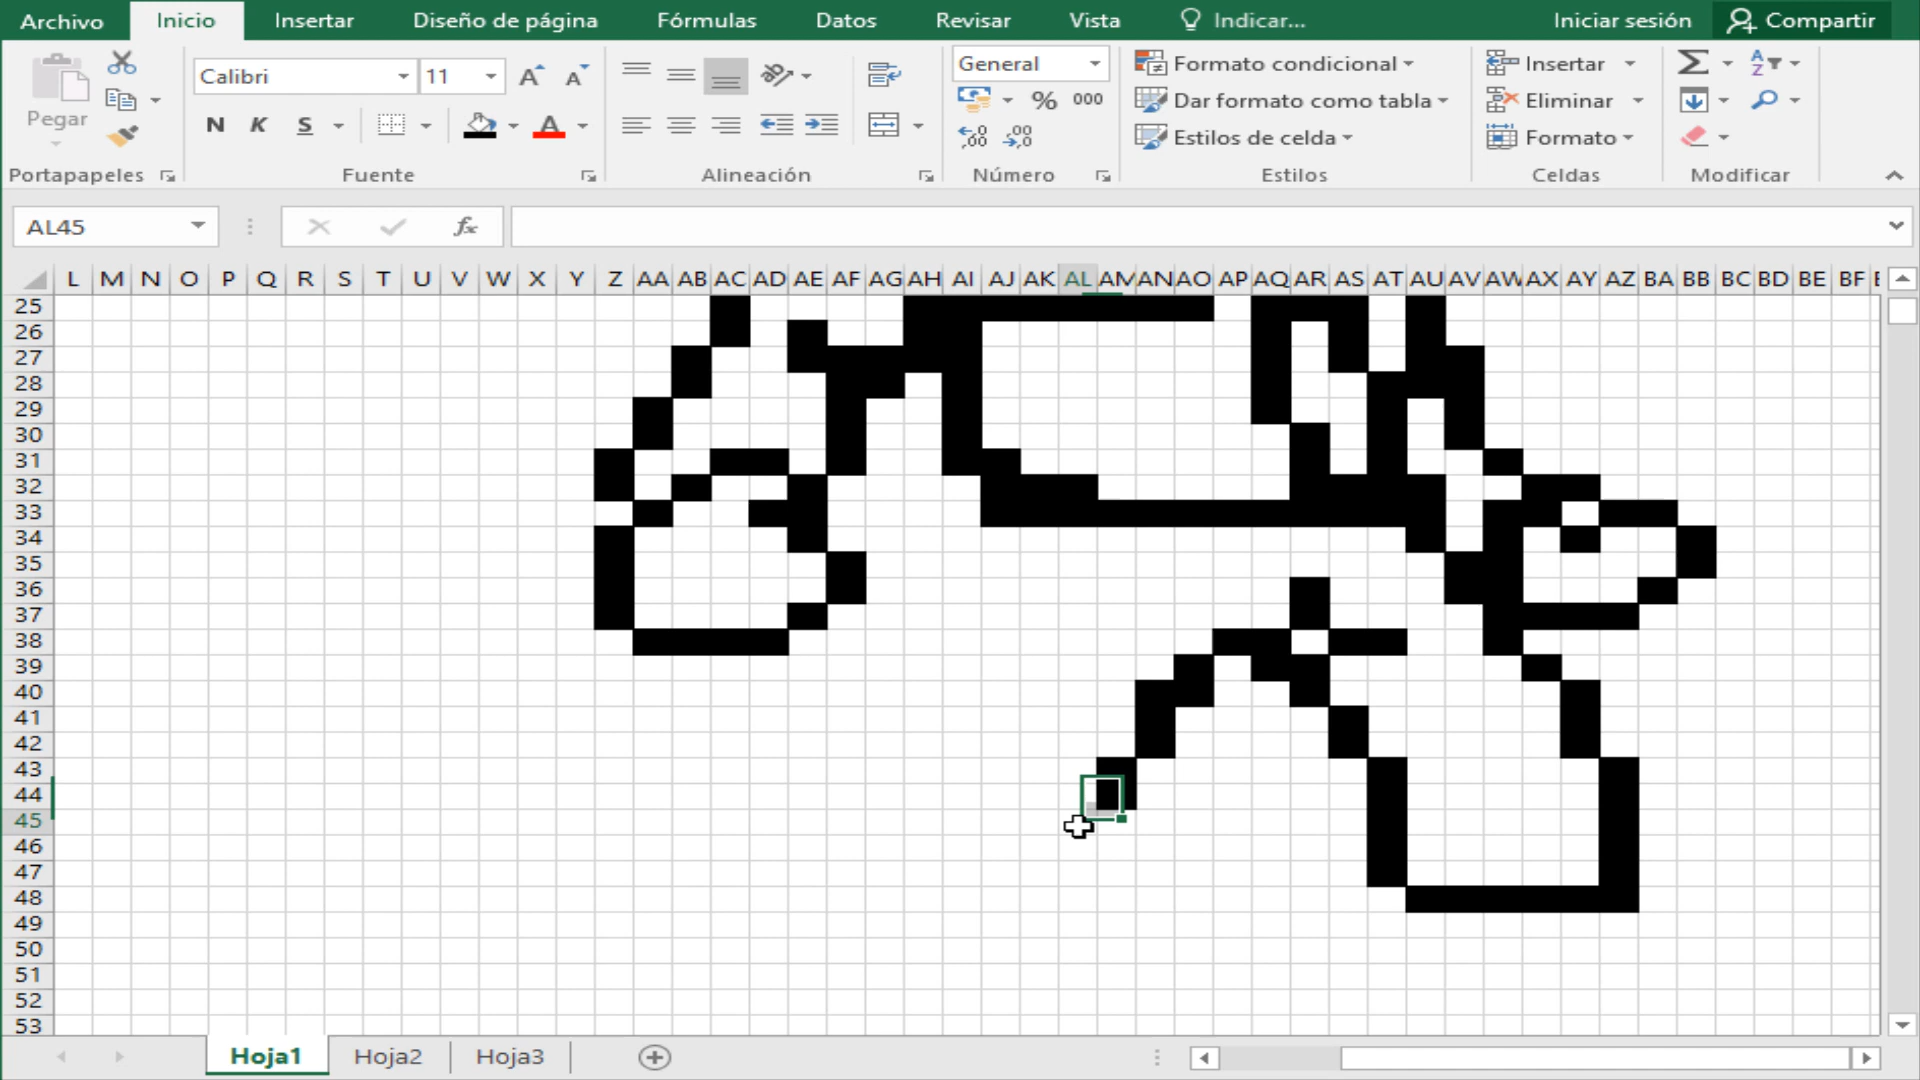 Archivo Inicio Insertar Diseño de página Fórmulas Datos Revisar Vista Indicar... Iniciar sesión Compartir
Pegar
Calibri 11
N K S A
General
% 000
Formato condicional
Dar formato como tabla
Estilos de celda
Insertar
Eliminar
Formato
Portapapeles Fuente Alineación Número Estilos Celdas Modificar
AL45 fx
L M N O P Q R S T U V W X Y Z AA AB AC AD AE AF AG AH AI AJ AK AL AM AN AO AP AQ AR AS AT AU AV AW AX AY AZ BA BB BC BD BE BF
25
26
27
28
29
30
31
32
33
34
35
36
37
38
39
40
41
42
43
44
45
46
47
48
49
50
51
52
53
Hoja1 Hoja2 Hoja3